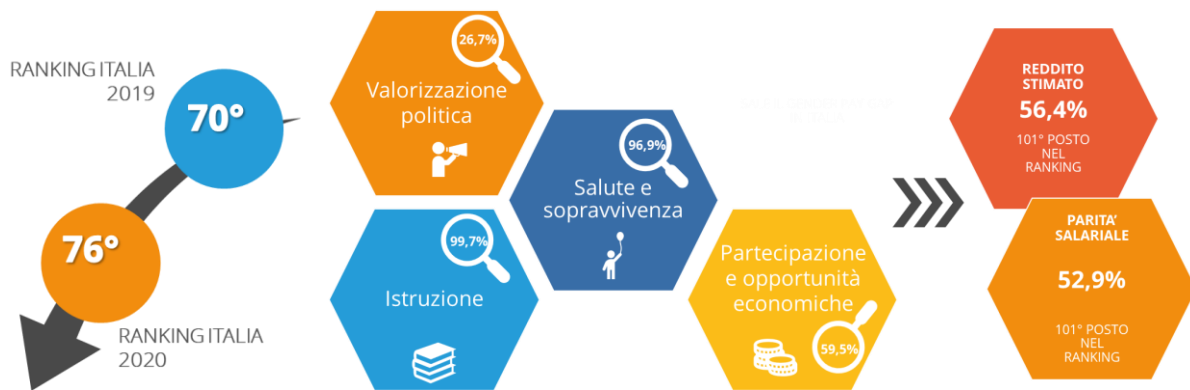 RANKING ITALIA
2019
70°
76°
RANKING ITALIA
2020
26,7%
Valorizzazione
politica
96,9%
Salute e
sopravvivenza
99,7%
Istruzione
Partecipazione
e opportunità
economiche
59,5%
REDDITO
STIMATO
56,4%
101° POSTO
NEL
RANKING
PARITA'
SALARIALE
52,9%
101° POSTO
NEL
RANKING